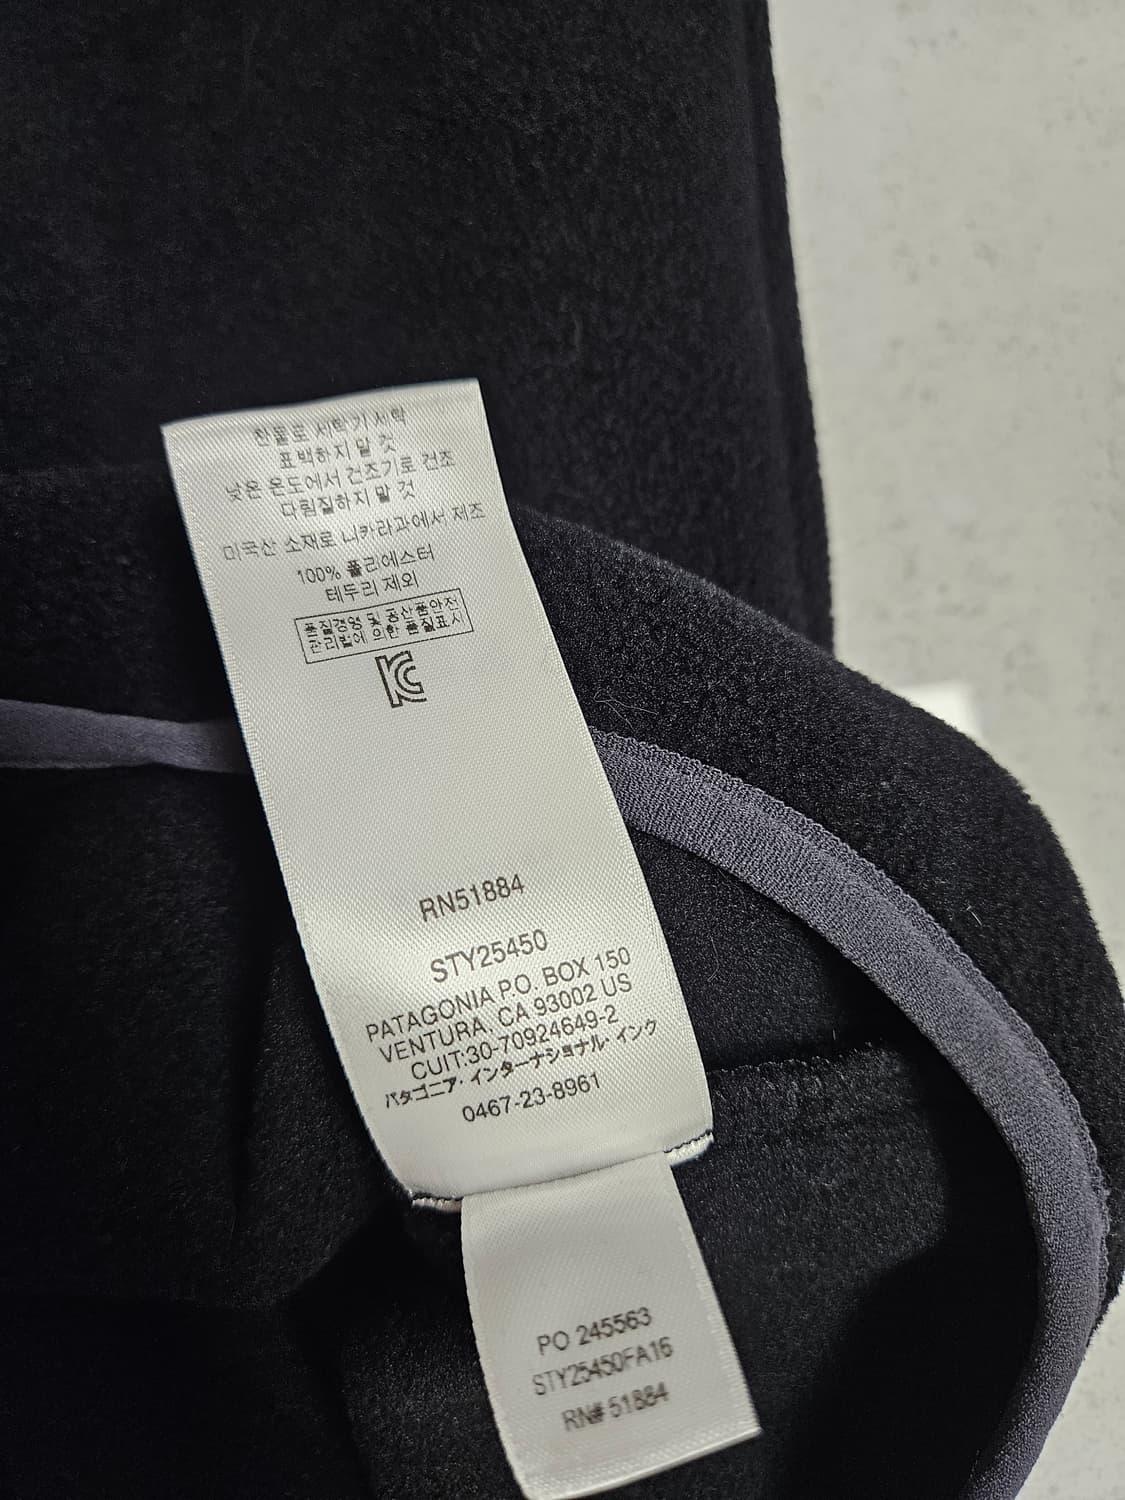 찬물로 세탁기 세탁
표백하지 말 것
낮은 온도에서 건조기로 건조
다림질하지 말 것
미국산 소재로 니카라과에서 제조
100% 폴리에스터
테두리 제외
품질경영 및 공산품안전
관리법에 의한 품질표시
KC
RN51884
STY25450
PATAGONIA P.O. BOX 150
VENTURA, CA 93002 US
CUIT:30-70924649-2
パタゴニア・インターナショナル・インク
0467-23-8961
PO 245563
STY25450FA16
RN# 51884